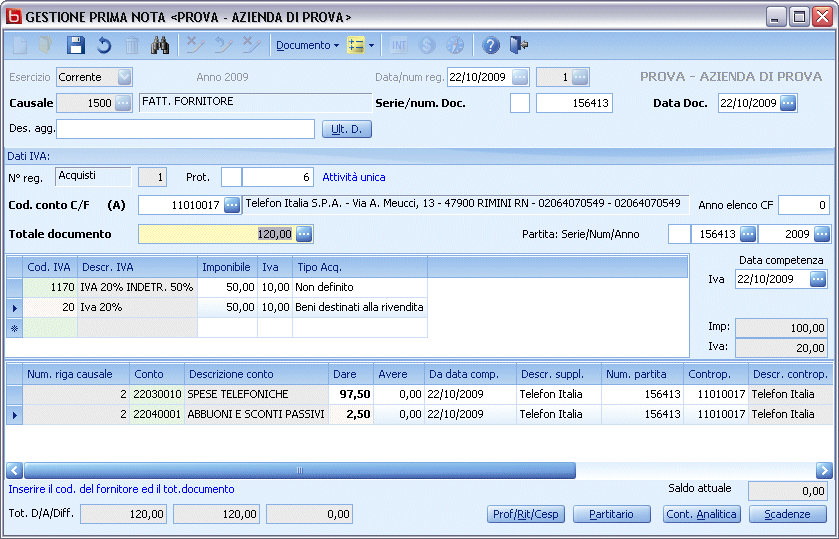 GESTIONE PRIMA NOTA <PROVA - AZIENDA DI PROVA>
Documento
INT
Esercizio Corrente Anno 2009 Data/num reg. 22/10/2009 1 PROVA - AZIENDA DI PROVA
Causale 1500 FATT. FORNITORE Serie/num. Doc. 156413 Data Doc. 22/10/2009
Des. agg. Ult. D.
Dati IVA:
N° reg. Acquisti 1 Prot. 6 Attività unica
Cod. conto C/F (A) 11010017 Telefon Italia S.P.A. - Via A. Meucci, 13 - 47900 RIMINI RN - 02064070549 - 02064070549 Anno elenco CF 0
Totale documento 120,00 Partita: Serie/Num/Anno 156413 2009
Cod. IVA Descr. IVA Imponibile Iva Tipo Acq. Data competenza
1170 IVA 20% INDETR. 50% 50,00 10,00 Non definito Iva 22/10/2009
20 Iva 20% 50,00 10,00 Beni destinati alla rivendita
Imp: 100,00
Iva: 20,00
Num. riga causale Conto Descrizione conto Dare Avere Da data comp. Descr. suppl. Num. partita Controp. Descr. controp.
2 22030010 SPESE TELEFONICHE 97,50 0,00 22/10/2009 Telefon Italia 156413 11010017 Telefon Italia
2 22040001 ABBUONI E SCONTI PASSIVI 2,50 0,00 22/10/2009 Telefon Italia 156413 11010017 Telefon Italia
Inserire il cod. del fornitore ed il tot.documento Saldo attuale 0,00
Tot. D/A/Diff. 120,00 120,00 0,00 Prof/Rit/Cesp Partitario Cont. Analitica Scadenze